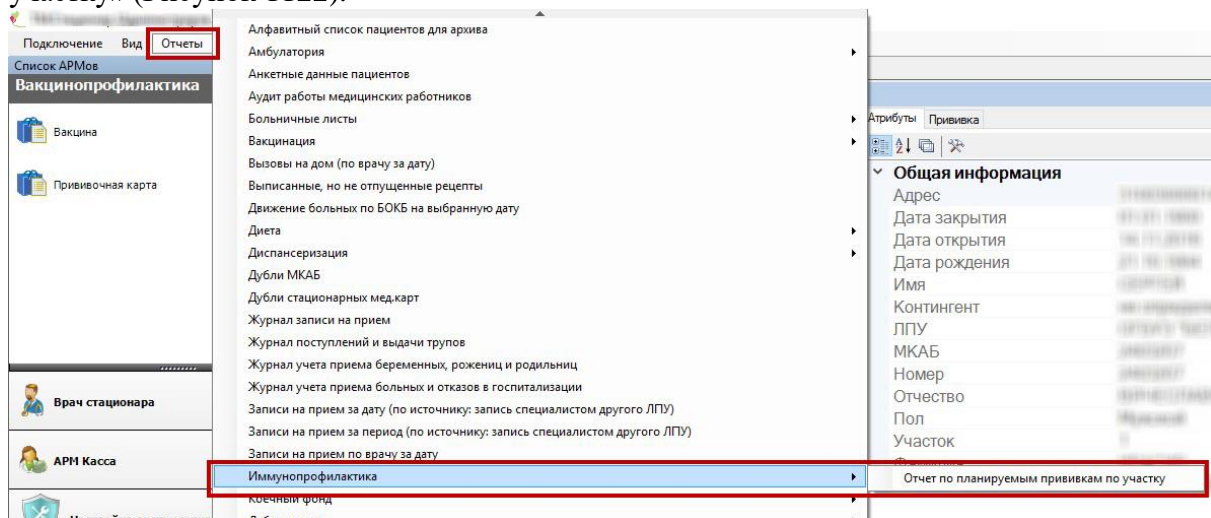 Подключение Вид Отчеты
Список АРМов
Вакцинопрофилактика
Вакцина
Прививочная карта
Врач стационара
АРМ Касса
Алфавитный список пациентов для архива
Амбулатория
Анкетные данные пациентов
Аудит работы медицинских работников
Больничные листы
Вакцинация
Вызовы на дом (по врачу за дату)
Выписанные, но не отпущенные рецепты
Движение больных по БОКБ на выбранную дату
Диета
Диспансеризация
Дубли МКАБ
Дубли стационарных мед.карт
Журнал записи на прием
Журнал поступлений и выдачи трупов
Журнал учета приема беременных, рожениц и родильниц
Журнал учета приема больных и отказов в госпитализации
Записи на прием за дату (по источнику: запись специалистом другого ЛПУ)
Записи на прием за период (по источнику: запись специалистом другого ЛПУ)
Записи на прием по врачу за дату
Иммунопрофилактика
Коечный фонд
Отчет по планируемым прививкам по участку
Атрибуты Прививка
Общая информация
Адрес
Дата закрытия
Дата открытия
Дата рождения
Имя
Контингент
ЛПУ
МКАБ
Номер
Отчество
Пол
Участок